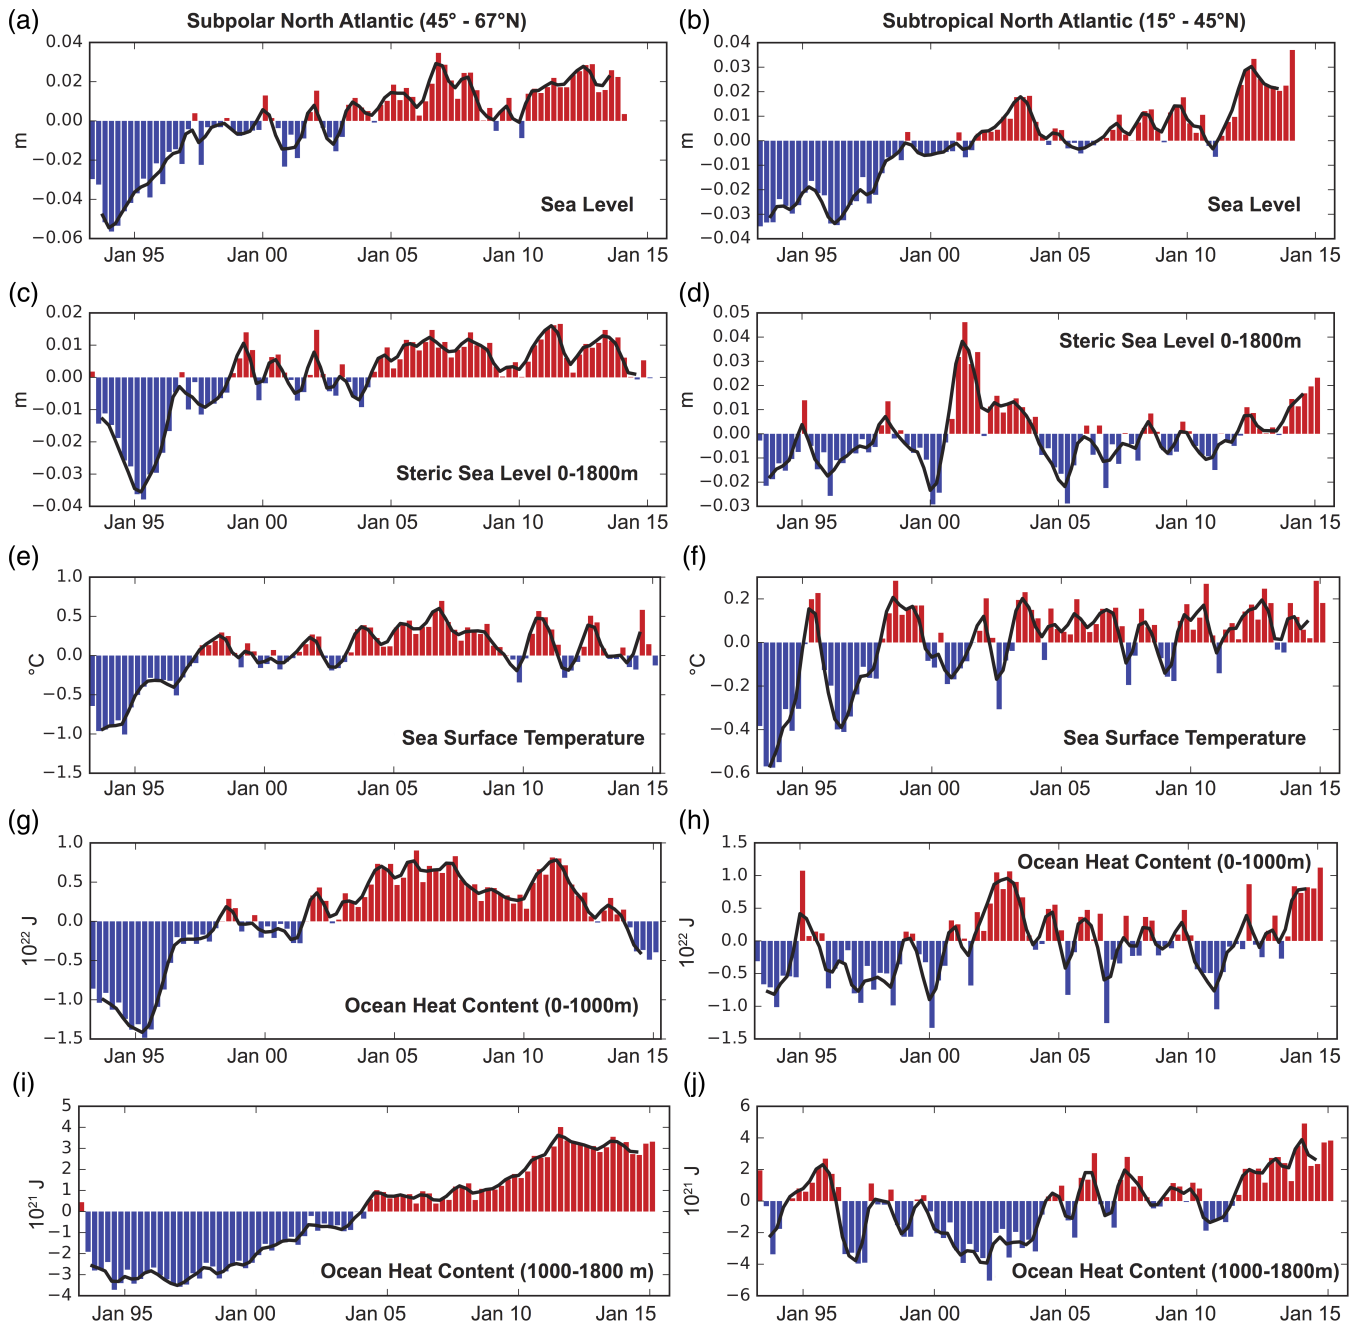 (a) Subpolar North Atlantic (45° - 67°N)
0.04
0.02
0.00
−0.02
−0.04
−0.06
m
Sea Level
Jan 95 Jan 00 Jan 05 Jan 10 Jan 15
(b) Subtropical North Atlantic (15° - 45°N)
0.04
0.03
0.02
0.01
0.00
−0.01
−0.02
−0.03
−0.04
m
Sea Level
Jan 95 Jan 00 Jan 05 Jan 10 Jan 15
(c)
0.02
0.01
0.00
−0.01
−0.02
−0.03
−0.04
m
Steric Sea Level 0-1800m
Jan 95 Jan 00 Jan 05 Jan 10 Jan 15
(d)
0.05
0.04
0.03
0.02
0.01
0.00
−0.01
−0.02
−0.03
m
Steric Sea Level 0-1800m
Jan 95 Jan 00 Jan 05 Jan 10 Jan 15
(e)
1.0
0.5
0.0
−0.5
−1.0
−1.5
°C
Sea Surface Temperature
Jan 95 Jan 00 Jan 05 Jan 10 Jan 15
(f)
0.2
0.0
−0.2
−0.4
−0.6
°C
Sea Surface Temperature
Jan 95 Jan 00 Jan 05 Jan 10 Jan 15
(g)
1.0
0.5
0.0
−0.5
−1.0
−1.5
10²² J
Ocean Heat Content (0-1000m)
Jan 95 Jan 00 Jan 05 Jan 10 Jan 15
(h)
1.5
1.0
0.5
0.0
−0.5
−1.0
−1.5
10²² J
Ocean Heat Content (0-1000m)
Jan 95 Jan 00 Jan 05 Jan 10 Jan 15
(i)
5
4
3
2
1
0
−1
−2
−3
−4
10²¹ J
Ocean Heat Content (1000-1800 m)
Jan 95 Jan 00 Jan 05 Jan 10 Jan 15
(j)
6
4
2
0
−2
−4
−6
10²¹ J
Ocean Heat Content (1000-1800m)
Jan 95 Jan 00 Jan 05 Jan 10 Jan 15